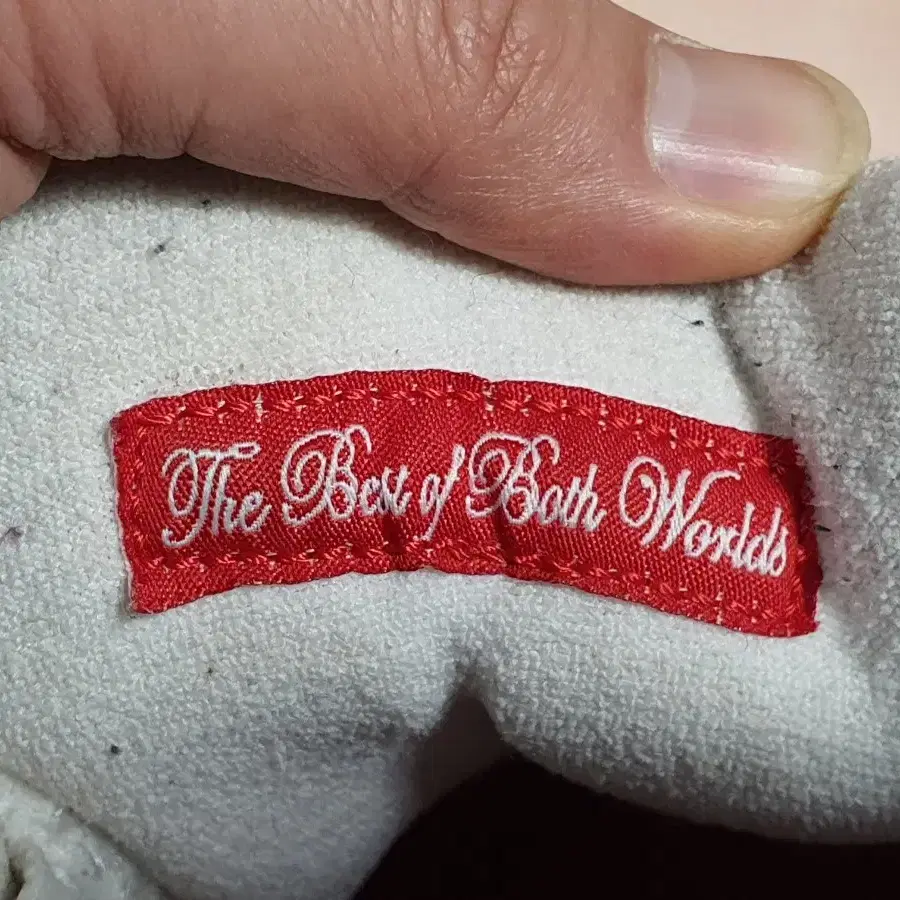 The Best of Both Worlds